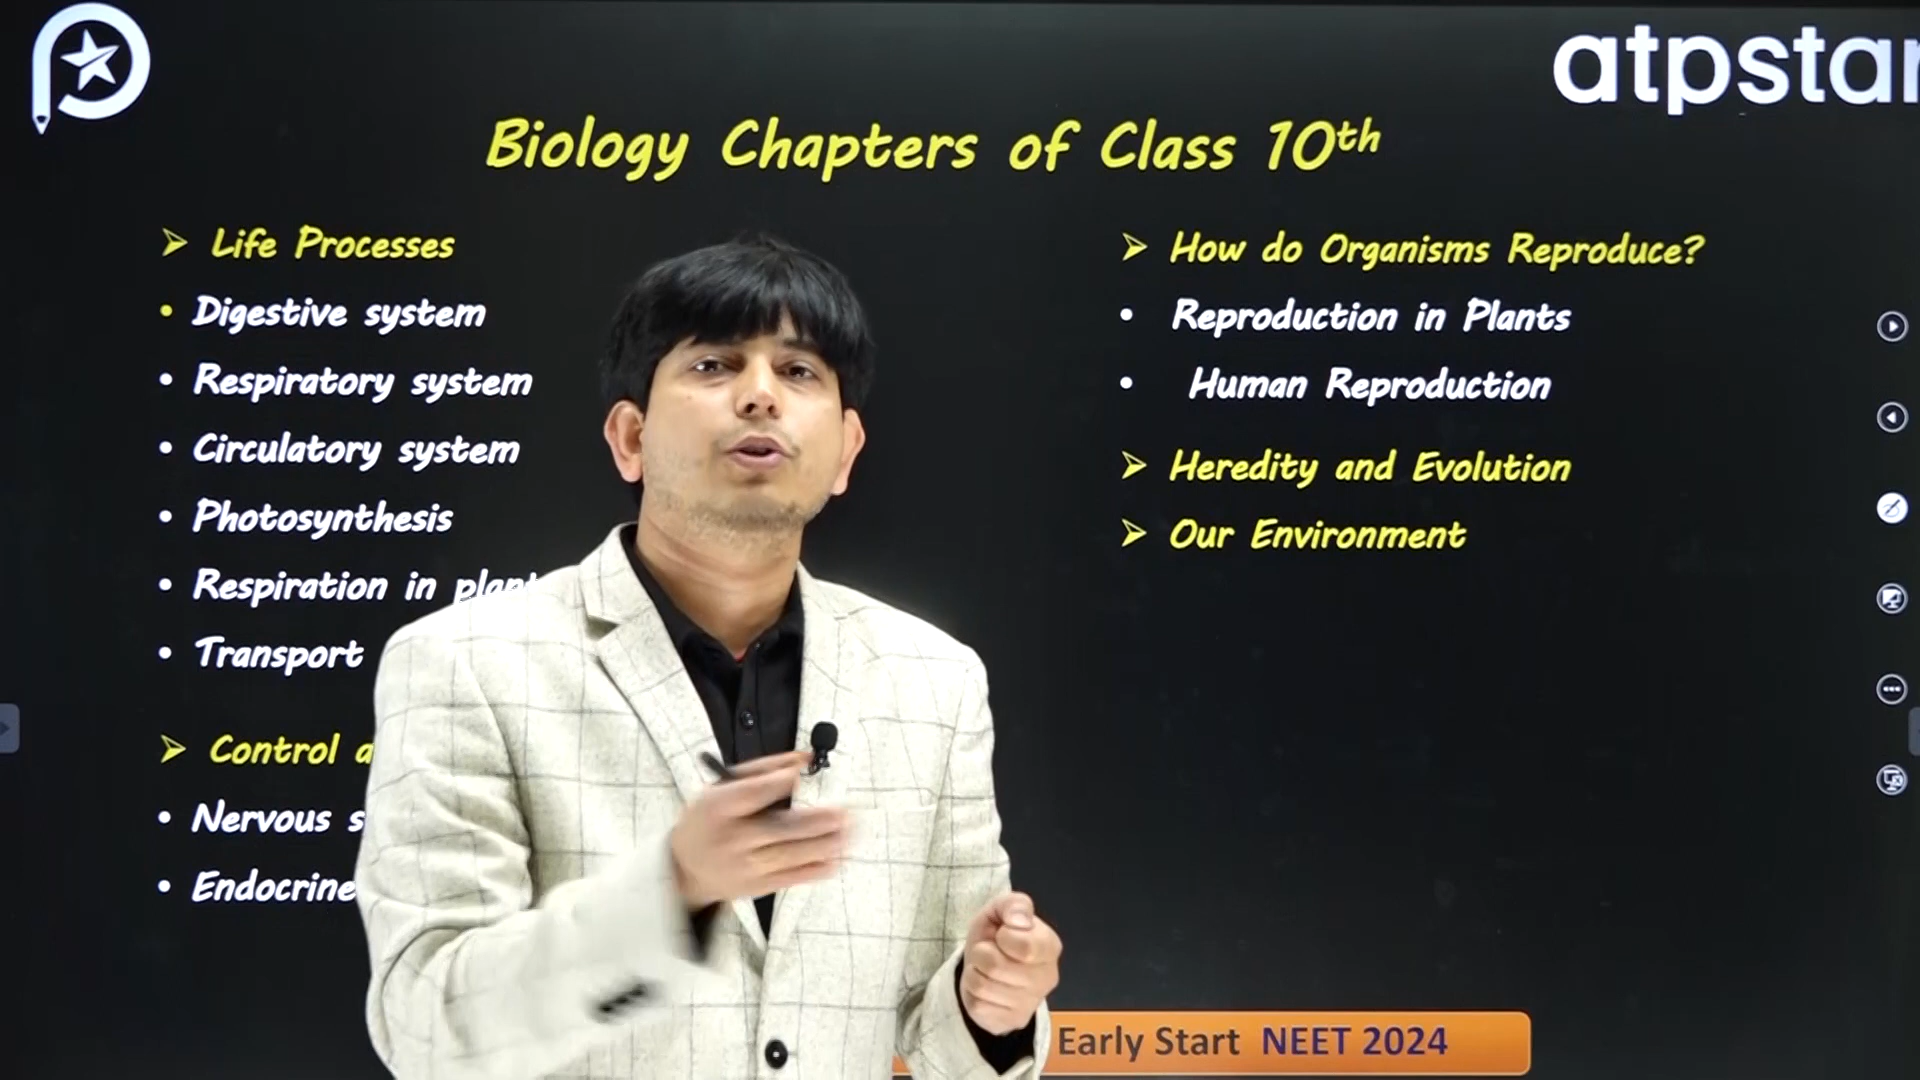 atpstar
Biology Chapters of Class 10th
➢ Life Processes
• Digestive system
• Respiratory system
• Circulatory system
• Photosynthesis
• Respiration in plant
• Transport
➢ Control
• Nervous
• Endocrine
➢ How do Organisms Reproduce?
• Reproduction in Plants
• Human Reproduction
➢ Heredity and Evolution
➢ Our Environment
Early Start NEET 2024